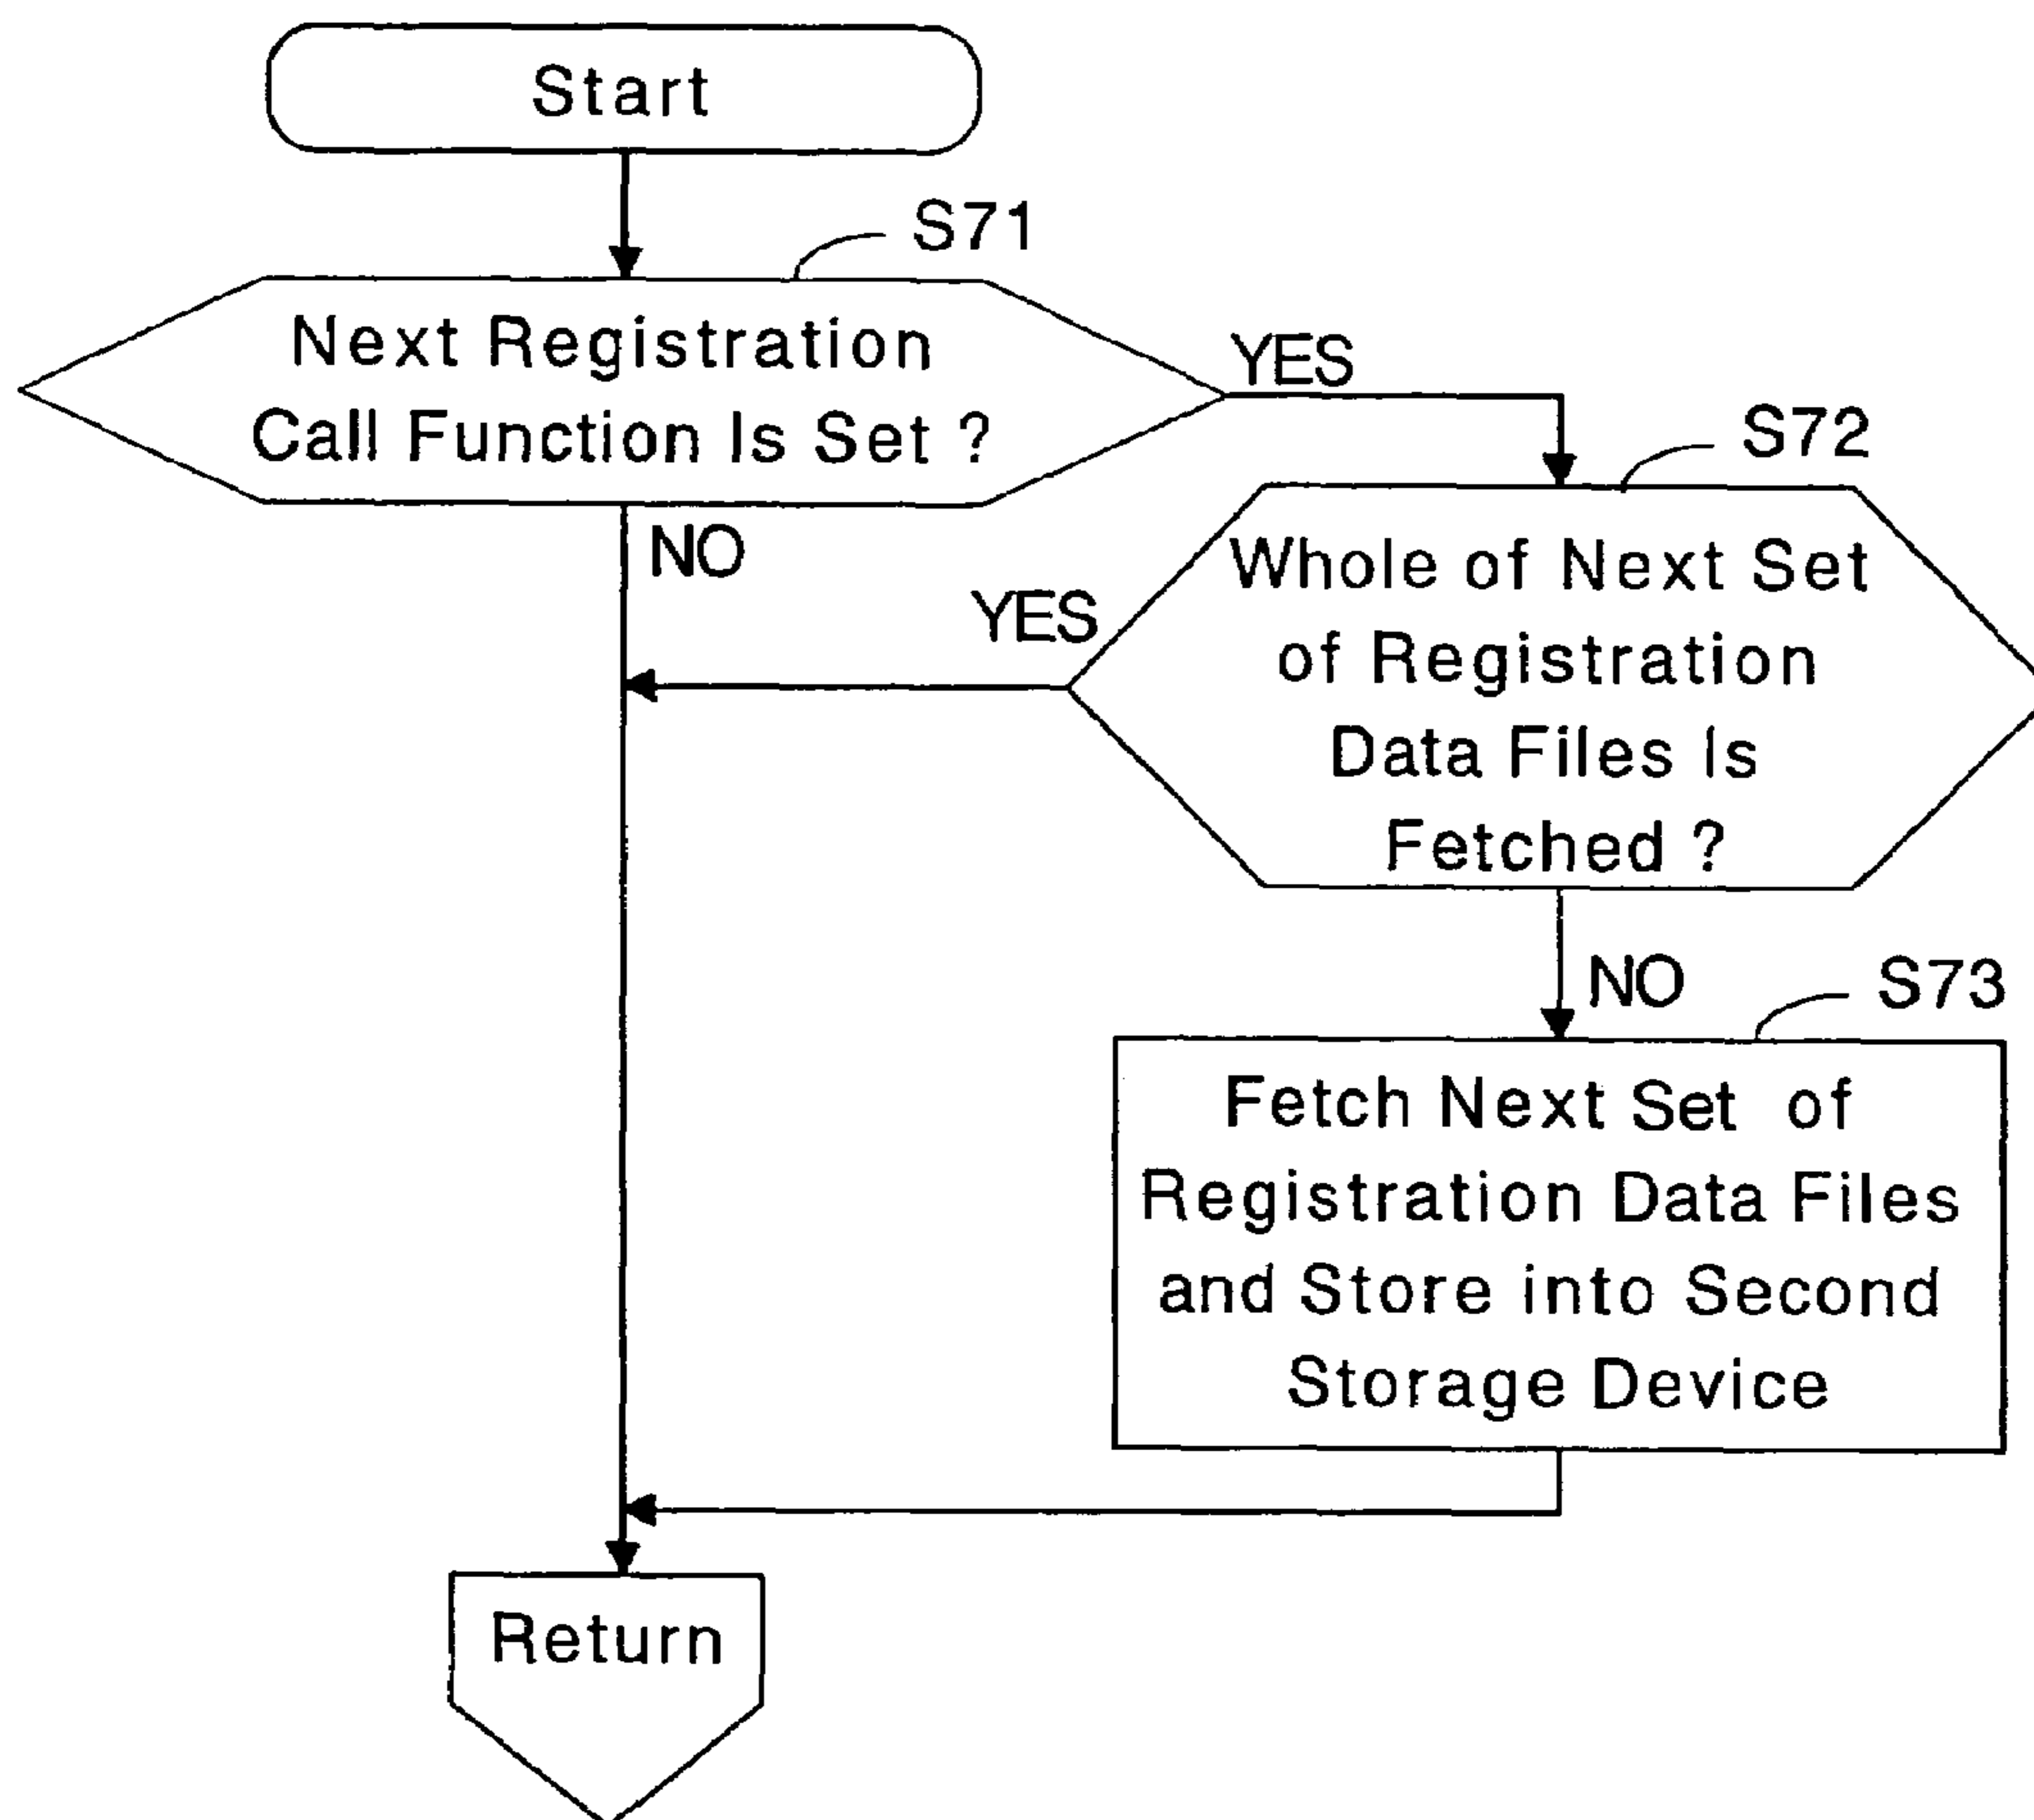 Start
S71
Next Registration
Call Function Is Set ?
YES
NO
S72
Whole of Next Set
of Registration
Data Files Is
Fetched ?
YES
NO
S73
Fetch Next Set of
Registration Data Files
and Store into Second
Storage Device
Return